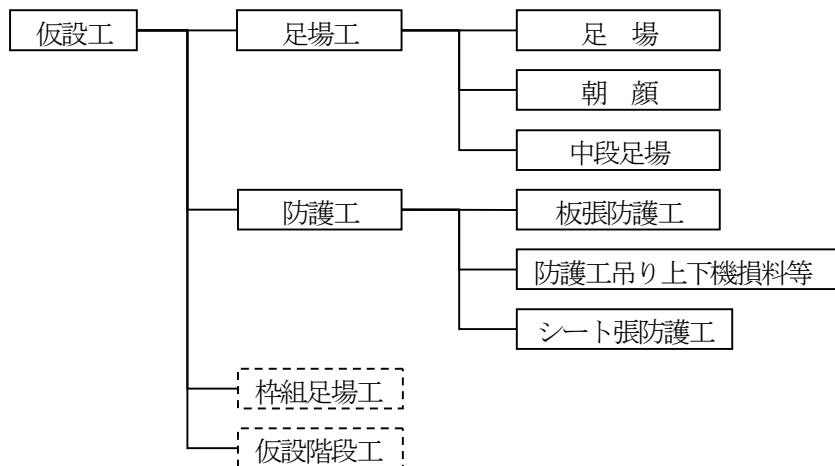 仮設工
足場工
足　場
朝　顔
中段足場
防護工
板張防護工
防護工吊り上下機損料等
シート張防護工
枠組足場工
仮設階段工